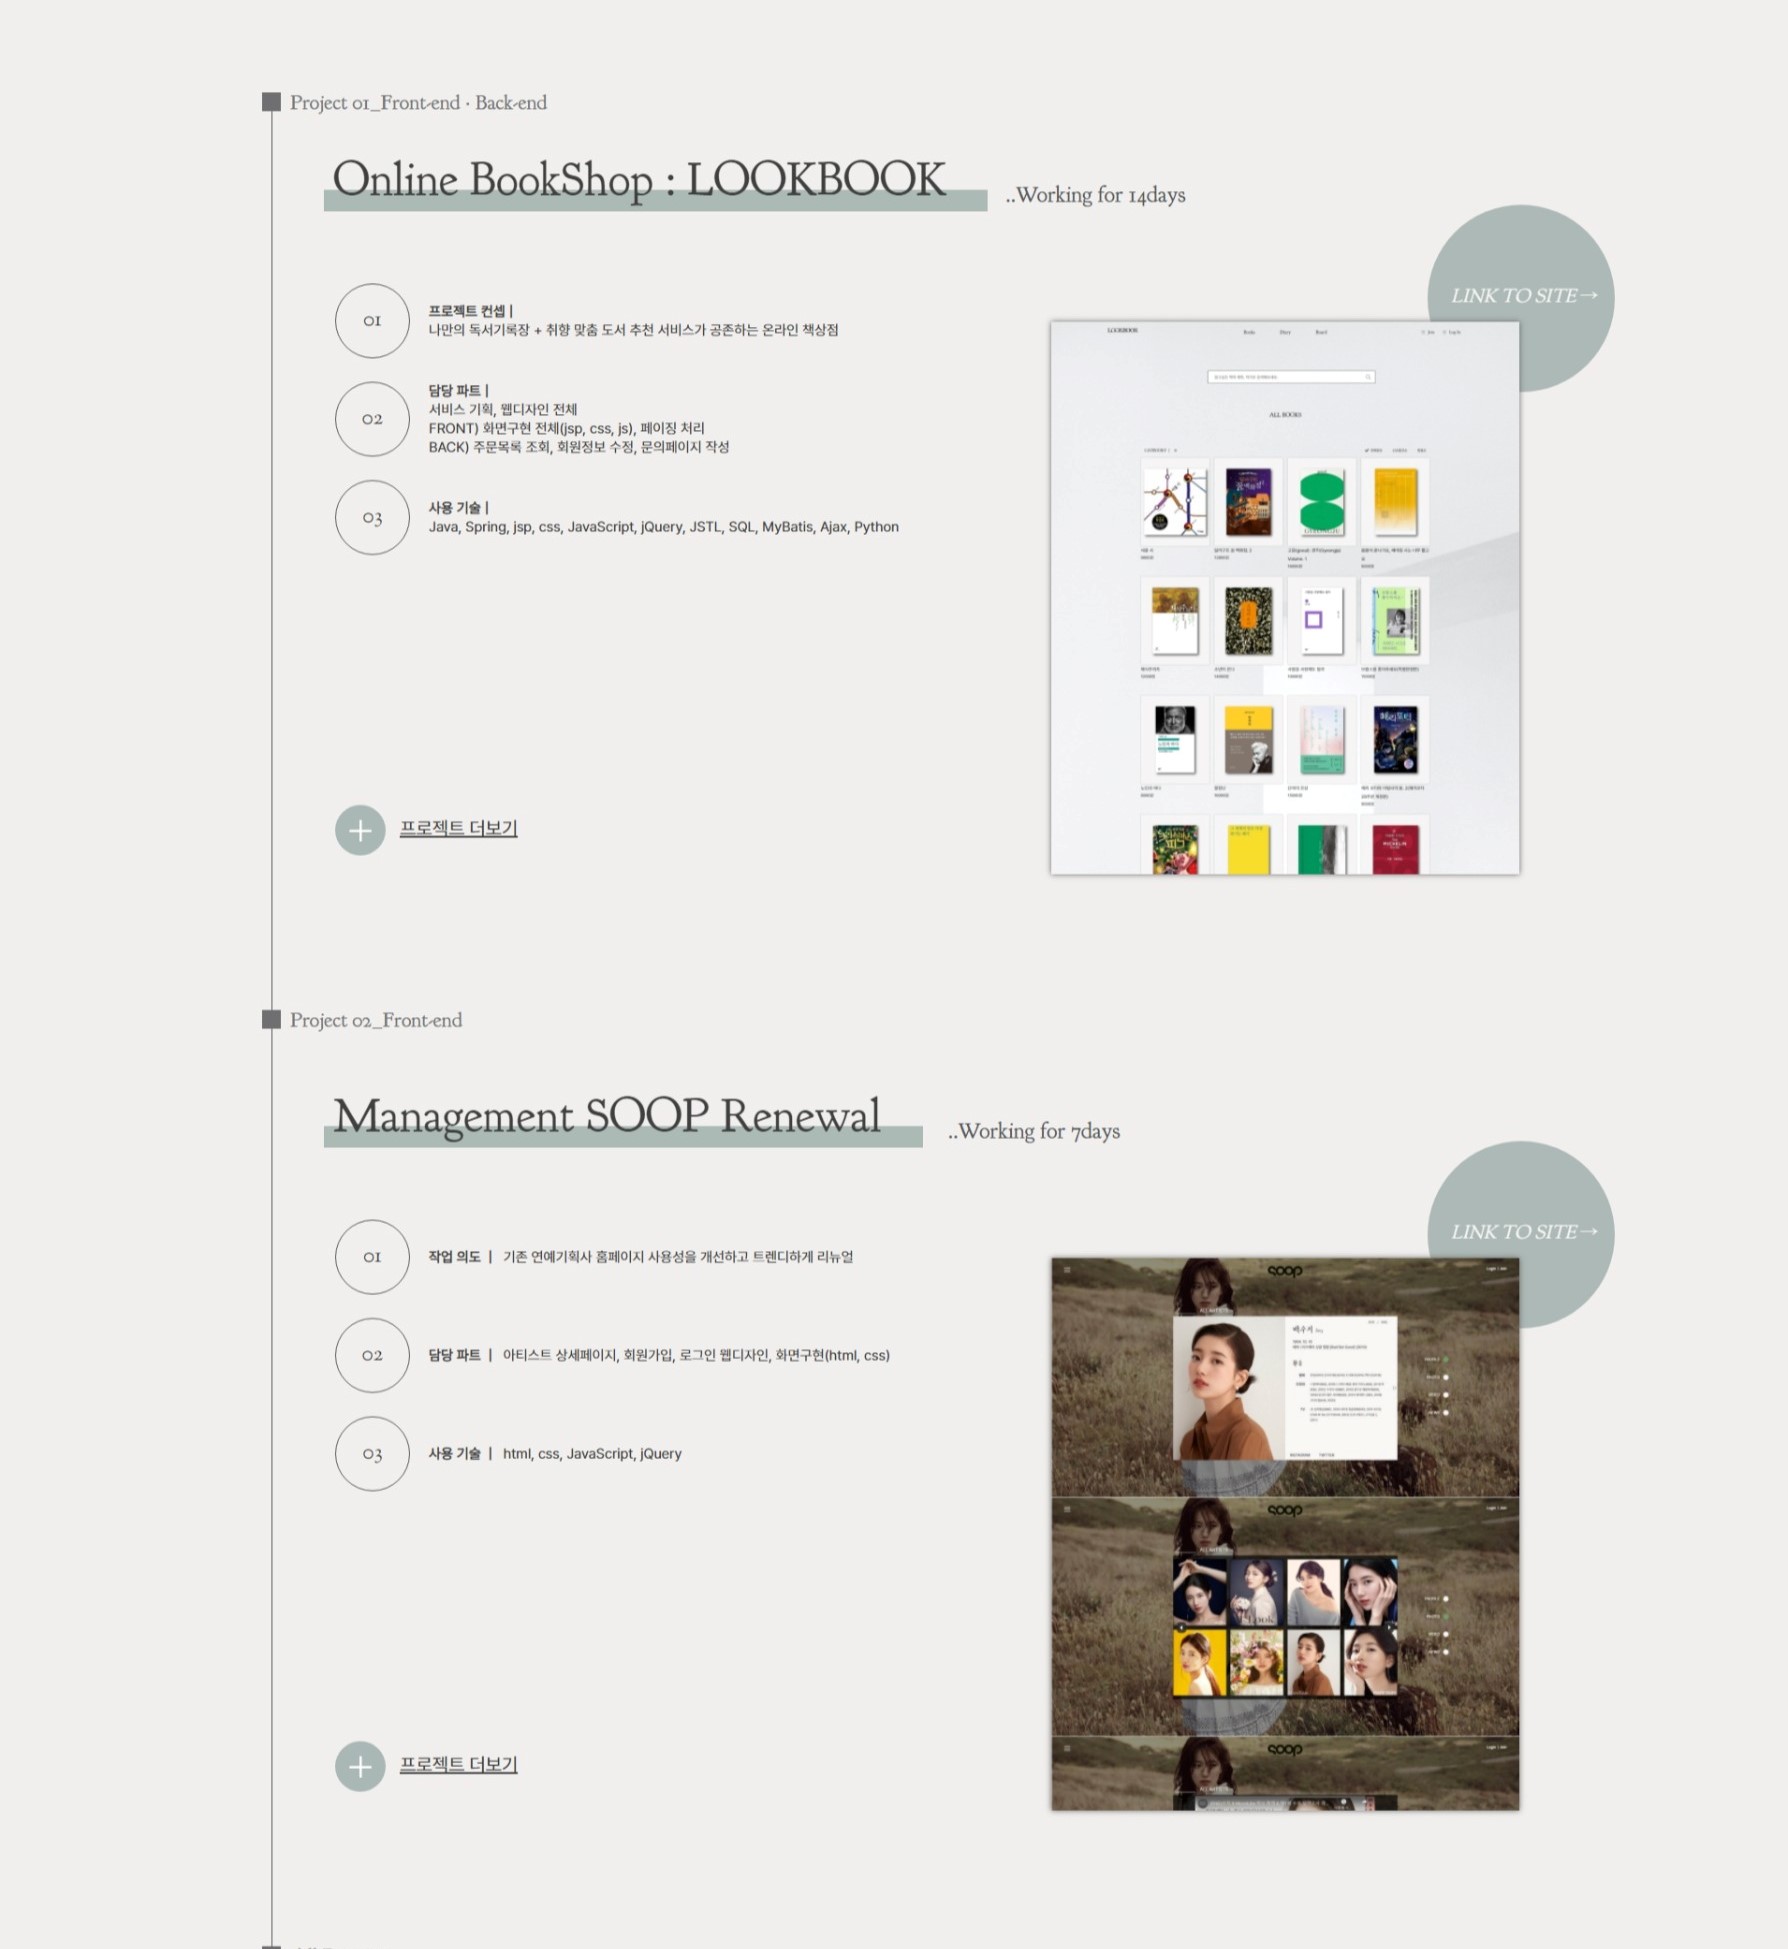 Project 01_Front-end · Back-end
Online BookShop : LOOKBOOK
..Working for 14days
LINK TO SITE→
01
프로젝트 컨셉 |
나만의 독서기록장 + 취향 맞춤 도서 추천 서비스가 공존하는 온라인 책상점
02
담당 파트 |
서비스 기획, 웹디자인 전체
FRONT) 화면구현 전체(jsp, css, js), 페이징 처리
BACK) 주문목록 조회, 회원정보 수정, 문의페이지 작성
03
사용 기술 |
Java, Spring, jsp, css, JavaScript, jQuery, JSTL, SQL, MyBatis, Ajax, Python
LOOKBOOK
Books
Diary
Board
Join
Log In
ALL BOOKS
프로젝트 더보기
Project 02_Front-end
Management SOOP Renewal
..Working for 7days
LINK TO SITE→
01
작업 의도 | 기존 연예기획사 홈페이지 사용성을 개선하고 트렌디하게 리뉴얼
02
담당 파트 | 아티스트 상세페이지, 회원가입, 로그인 웹디자인, 화면구현(html, css)
03
사용 기술 | html, css, JavaScript, jQuery
soop
배수지
soop
soop
프로젝트 더보기